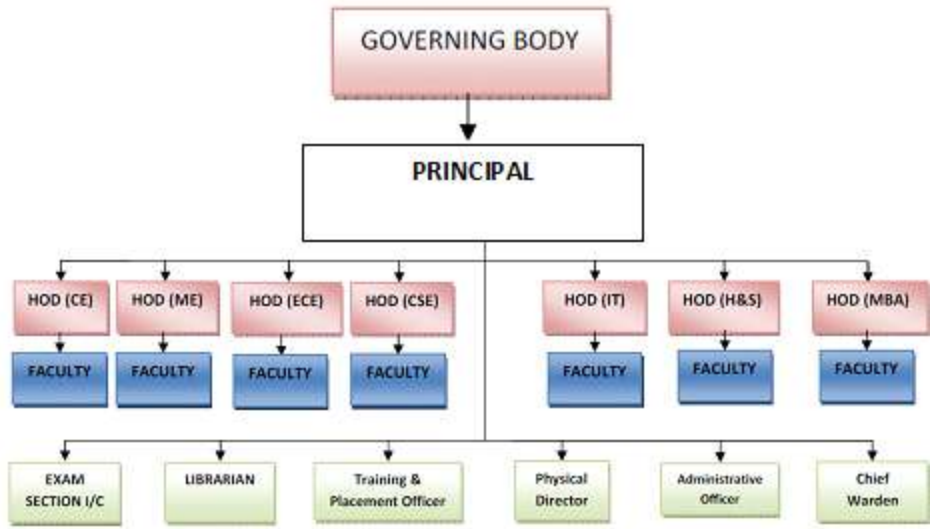 GOVERNING BODY
PRINCIPAL
HOD (CE)
HOD (ME)
HOD (ECE)
HOD (CSE)
HOD (IT)
HOD (H&S)
HOD (MBA)
FACULTY
FACULTY
FACULTY
FACULTY
FACULTY
FACULTY
FACULTY
EXAM
SECTION I/C
LIBRARIAN
Training &
Placement Officer
Physical
Director
Administrative
Officer
Chief
Warden